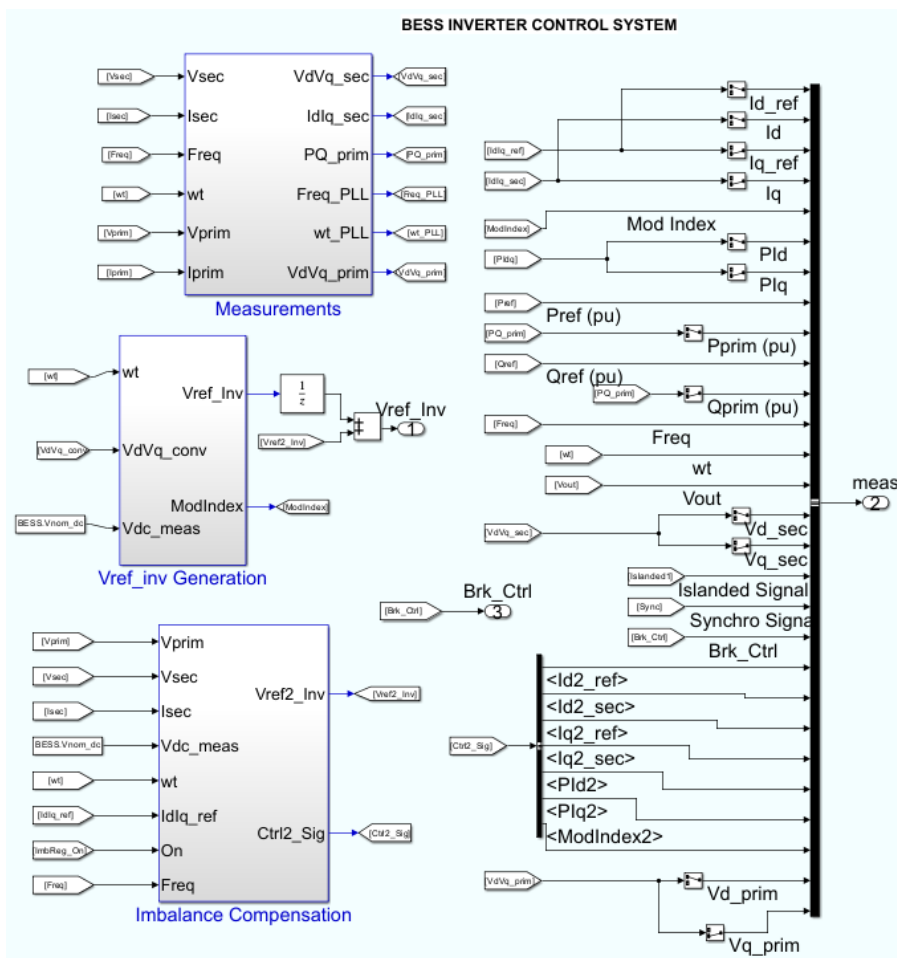 BESS INVERTER CONTROL SYSTEM
[Vsec]
[Isec]
[Freq]
[wt]
[Vprim]
[Iprim]
Vsec
Isec
Freq
wt
Vprim
Iprim
VdVq_sec
IdIq_sec
PQ_prim
Freq_PLL
wt_PLL
VdVq_prim
[VdVq_sec]
[IdIq_sec]
[PQ_prim]
[Freq_PLL]
[wt_PLL]
[VdVq_prim]
Measurements
[wt]
[VdVq_conv]
BESS.Vnom_dc
wt
VdVq_conv
Vdc_meas
Vref_Inv
ModIndex
1
z
[Vref2_Inv]
Vref_Inv
1
[ModIndex]
Vref_inv Generation
[Brk_Ctrl]
Brk_Ctrl
3
[Vprim]
[Vsec]
[Isec]
BESS.Vnom_dc
[wt]
[IdIq_ref]
[ImbReg_On]
[Freq]
Vprim
Vsec
Isec
Vdc_meas
wt
IdIq_ref
On
Freq
Vref2_Inv
Ctrl2_Sig
[Vref2_Inv]
[Ctrl2_Sig]
Imbalance Compensation
Id_ref
Id
[IdIq_ref]
Iq_ref
[IdIq_sec]
Iq
[ModIndex]
Mod Index
[PIdq]
PId
PIq
[Pref]
Pref (pu)
[PQ_prim]
Pprim (pu)
[Qref]
Qref (pu)
[PQ_prim]
Qprim (pu)
[Freq]
Freq
[wt]
wt
[Vout]
Vout
[VdVq_sec]
Vd_sec
Vq_sec
[Islanded1]
Islanded Signal
[Sync]
Synchro Signa
[Brk_Ctrl]
Brk_Ctrl
[Ctrl2_Sig]
<Id2_ref>
<Id2_sec>
<Iq2_ref>
<Iq2_sec>
<PId2>
<PIq2>
<ModIndex2>
[VdVq_prim]
Vd_prim
Vq_prim
meas
2